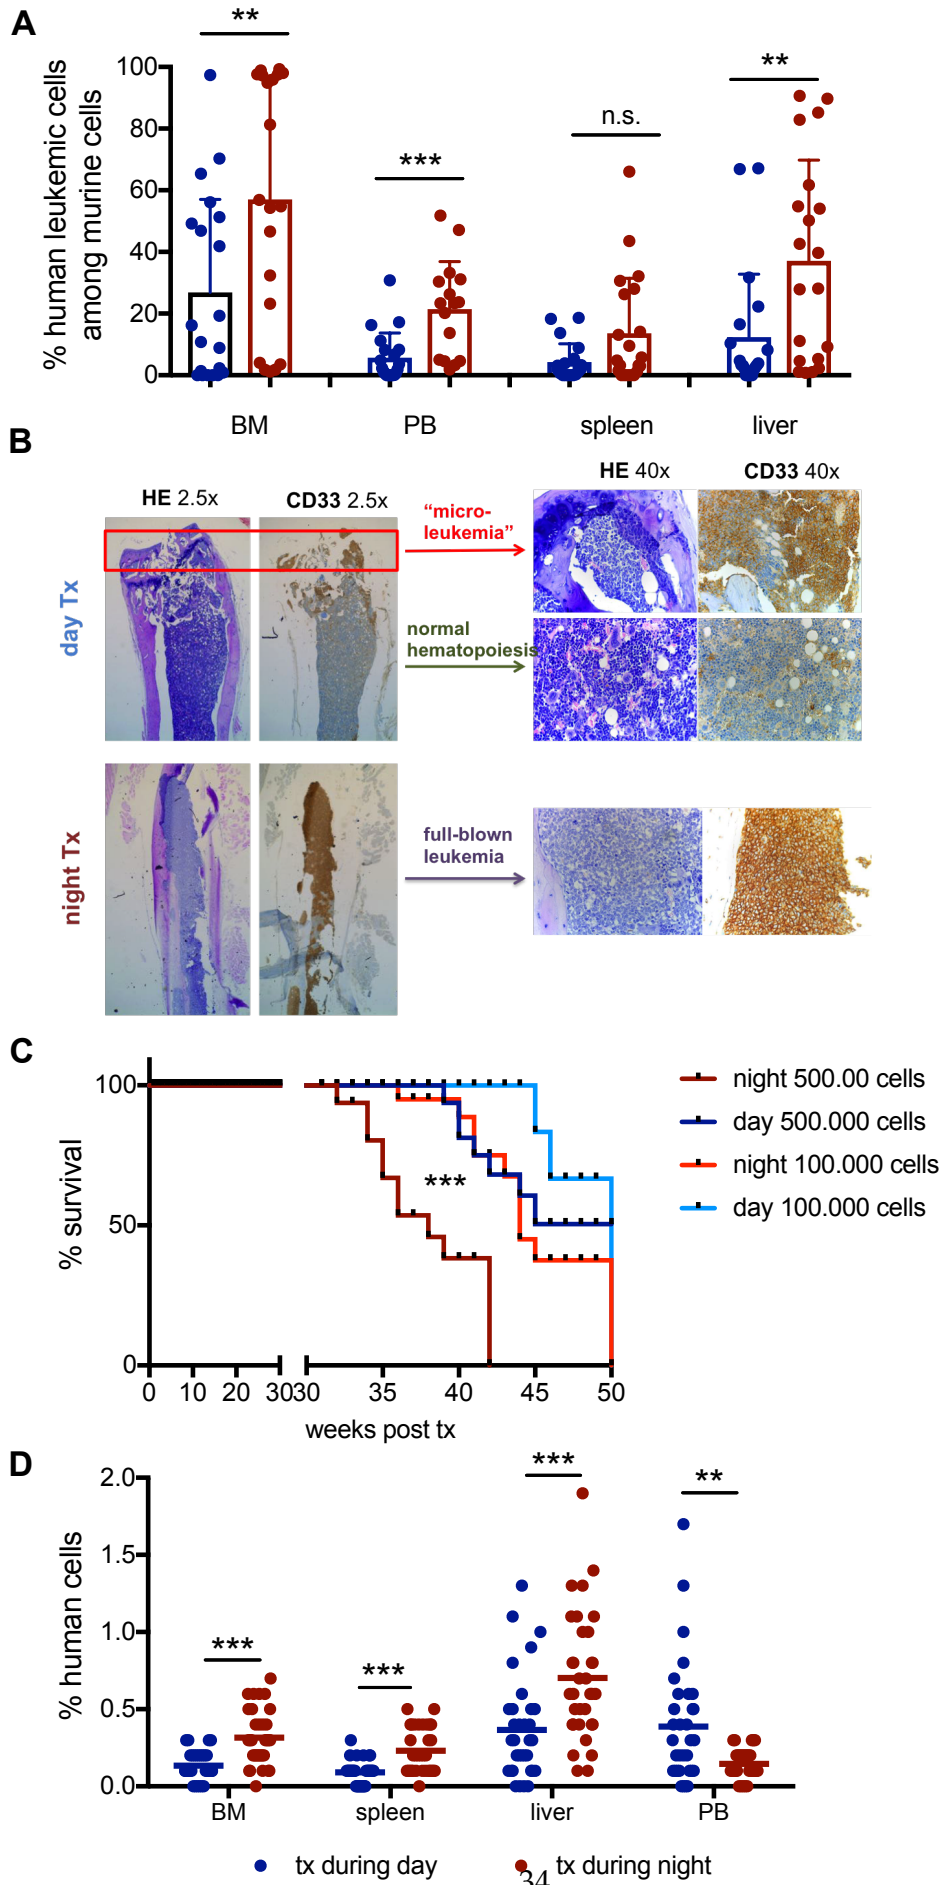 A
**
% human leukemic cells
among murine cells
100
80
60
40
20
0
***
n.s.
**
BM
PB
spleen
liver
B
HE 2.5x
CD33 2.5x
"micro-
leukemia"
HE 40x
CD33 40x
day Tx
normal
hematopoiesis
night Tx
full-blown
leukemia
C
% survival
100
50
0
***
0 10 20 30 30 35 40 45 50
weeks post tx
night 500.00 cells
day 500.000 cells
night 100.000 cells
day 100.000 cells
D
% human cells
2.0
1.5
1.0
0.5
0.0
***
***
***
**
BM
spleen
liver
PB
tx during day
tx during night
34